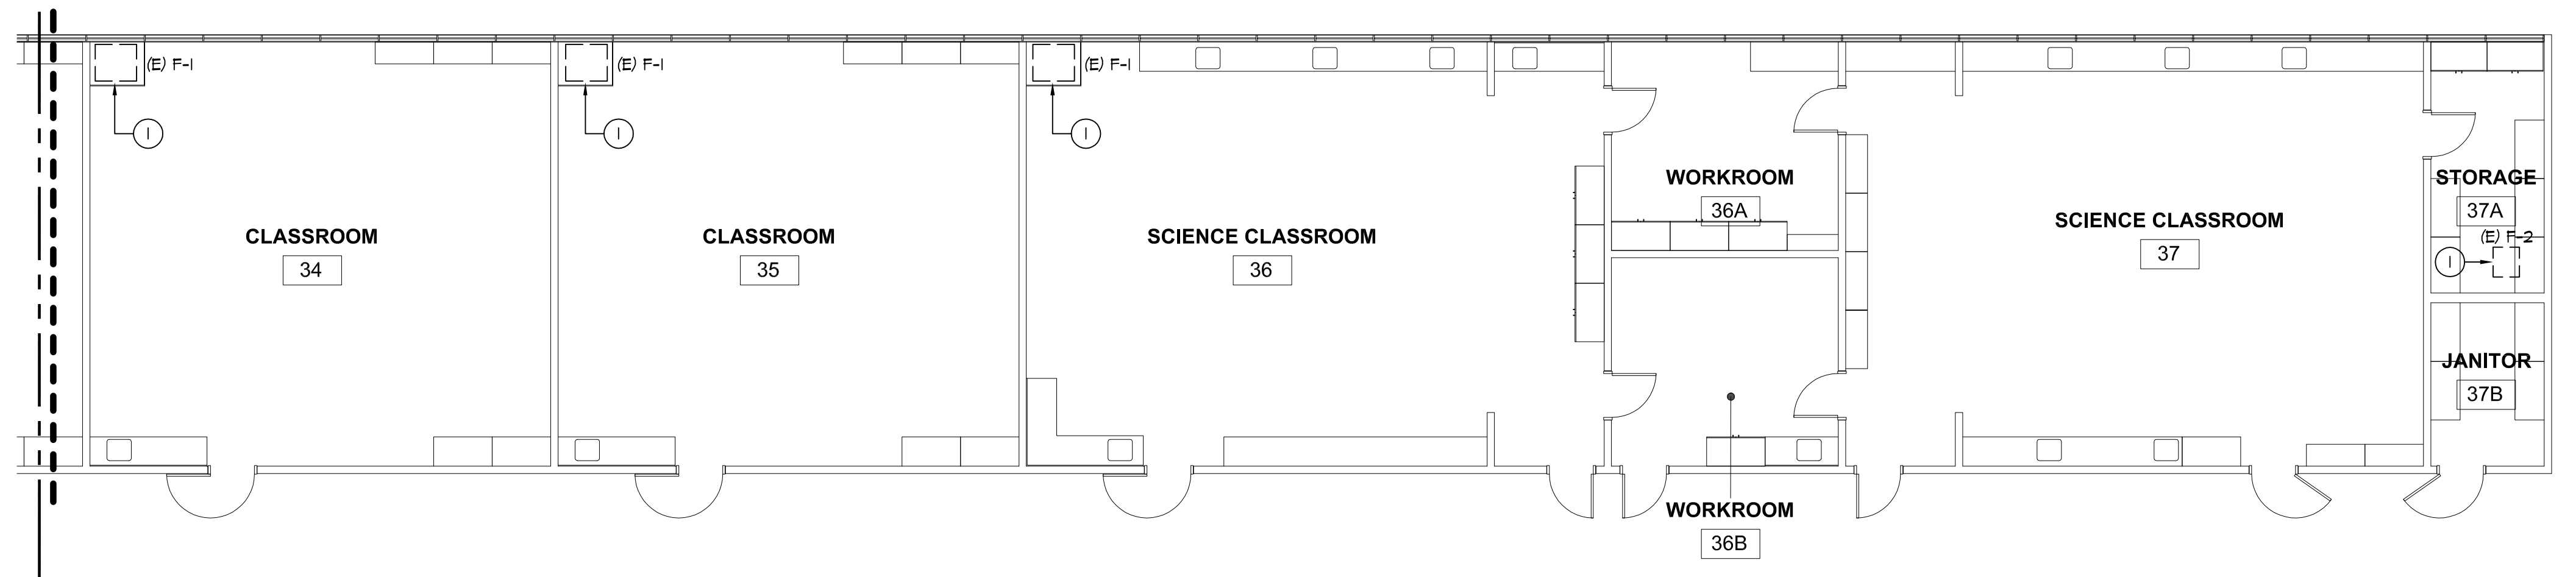 (E) F-1
1
(E) F-1
1
(E) F-1
1
CLASSROOM
34
CLASSROOM
35
SCIENCE CLASSROOM
36
WORKROOM
36A
WORKROOM
36B
SCIENCE CLASSROOM
37
STORAGE
37A
(E) F-2
1
JANITOR
37B